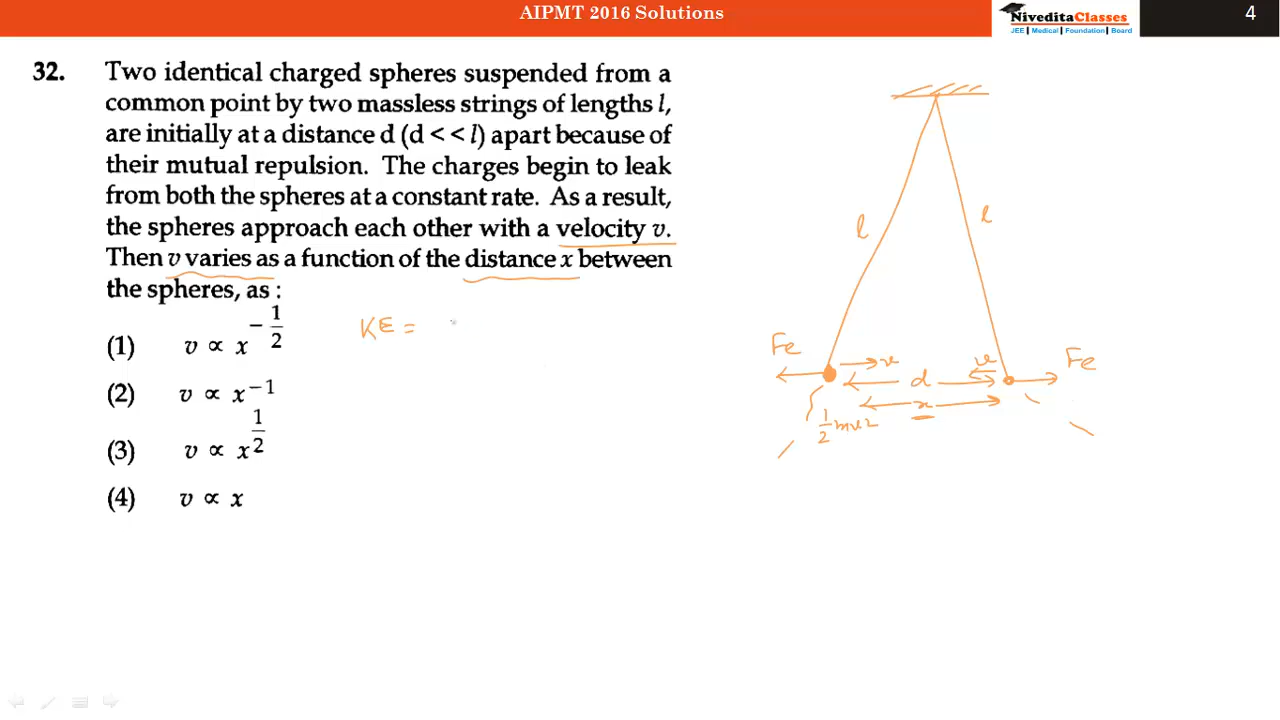 AIPMT 2016 Solutions
NiveditaClasses
JEE | Medical | Foundation | Board
4
32. Two identical charged spheres suspended from a
common point by two massless strings of lengths l,
are initially at a distance d (d < < l) apart because of
their mutual repulsion. The charges begin to leak
from both the spheres at a constant rate. As a result,
the spheres approach each other with a velocity v.
Then v varies as a function of the distance x between
the spheres, as :
(1) v ∝ x^(-1/2)
(2) v ∝ x^(-1)
(3) v ∝ x^(1/2)
(4) v ∝ x
KE =
l
l
Fe
v
v
Fe
d
x
1/2 mv2